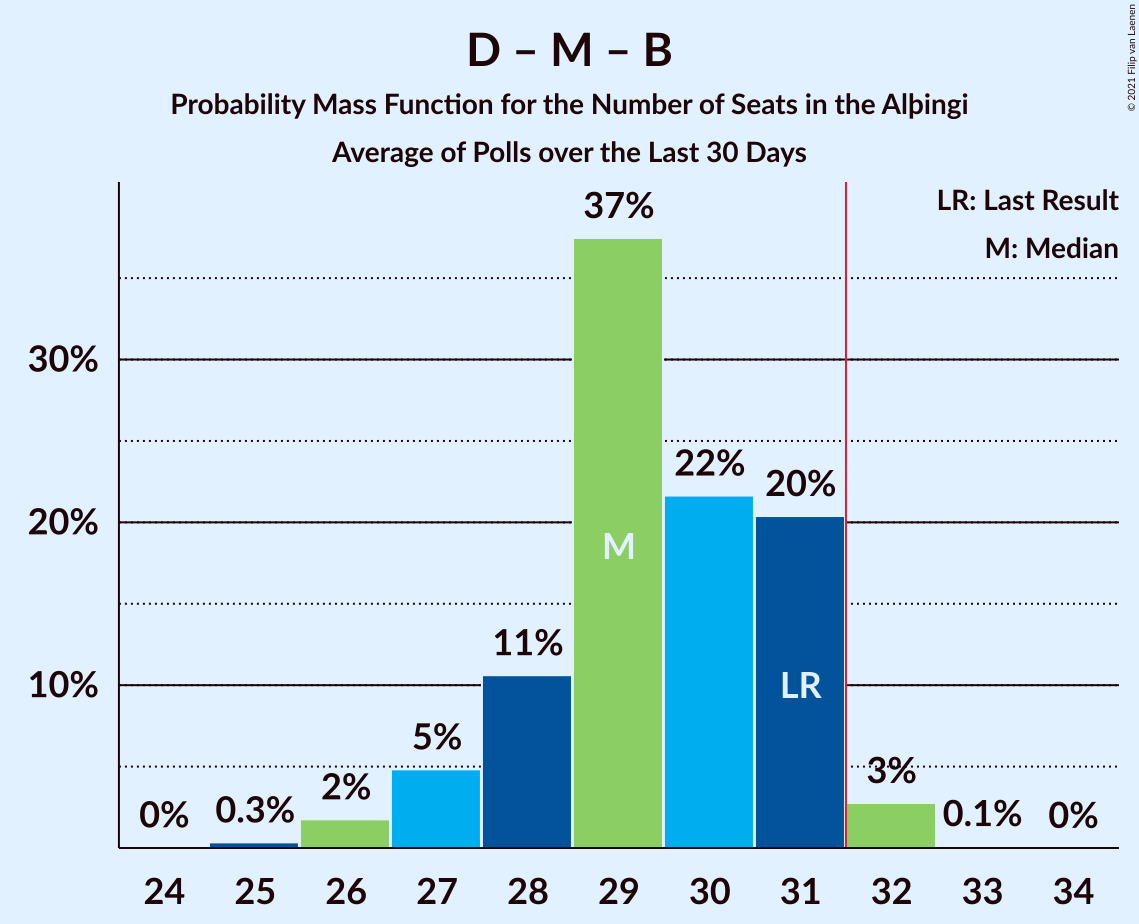 D – M – B
Probability Mass Function for the Number of Seats in the Alþingi
Average of Polls over the Last 30 Days
© 2021 Filip van Laenen
LR: Last Result
M: Median
37%
30%
22%
20%
20%
M
11%
10%
LR
5%
3%
2%
0%
0.3%
0.1%
0%
24 25 26 27 28 29 30 31 32 33 34